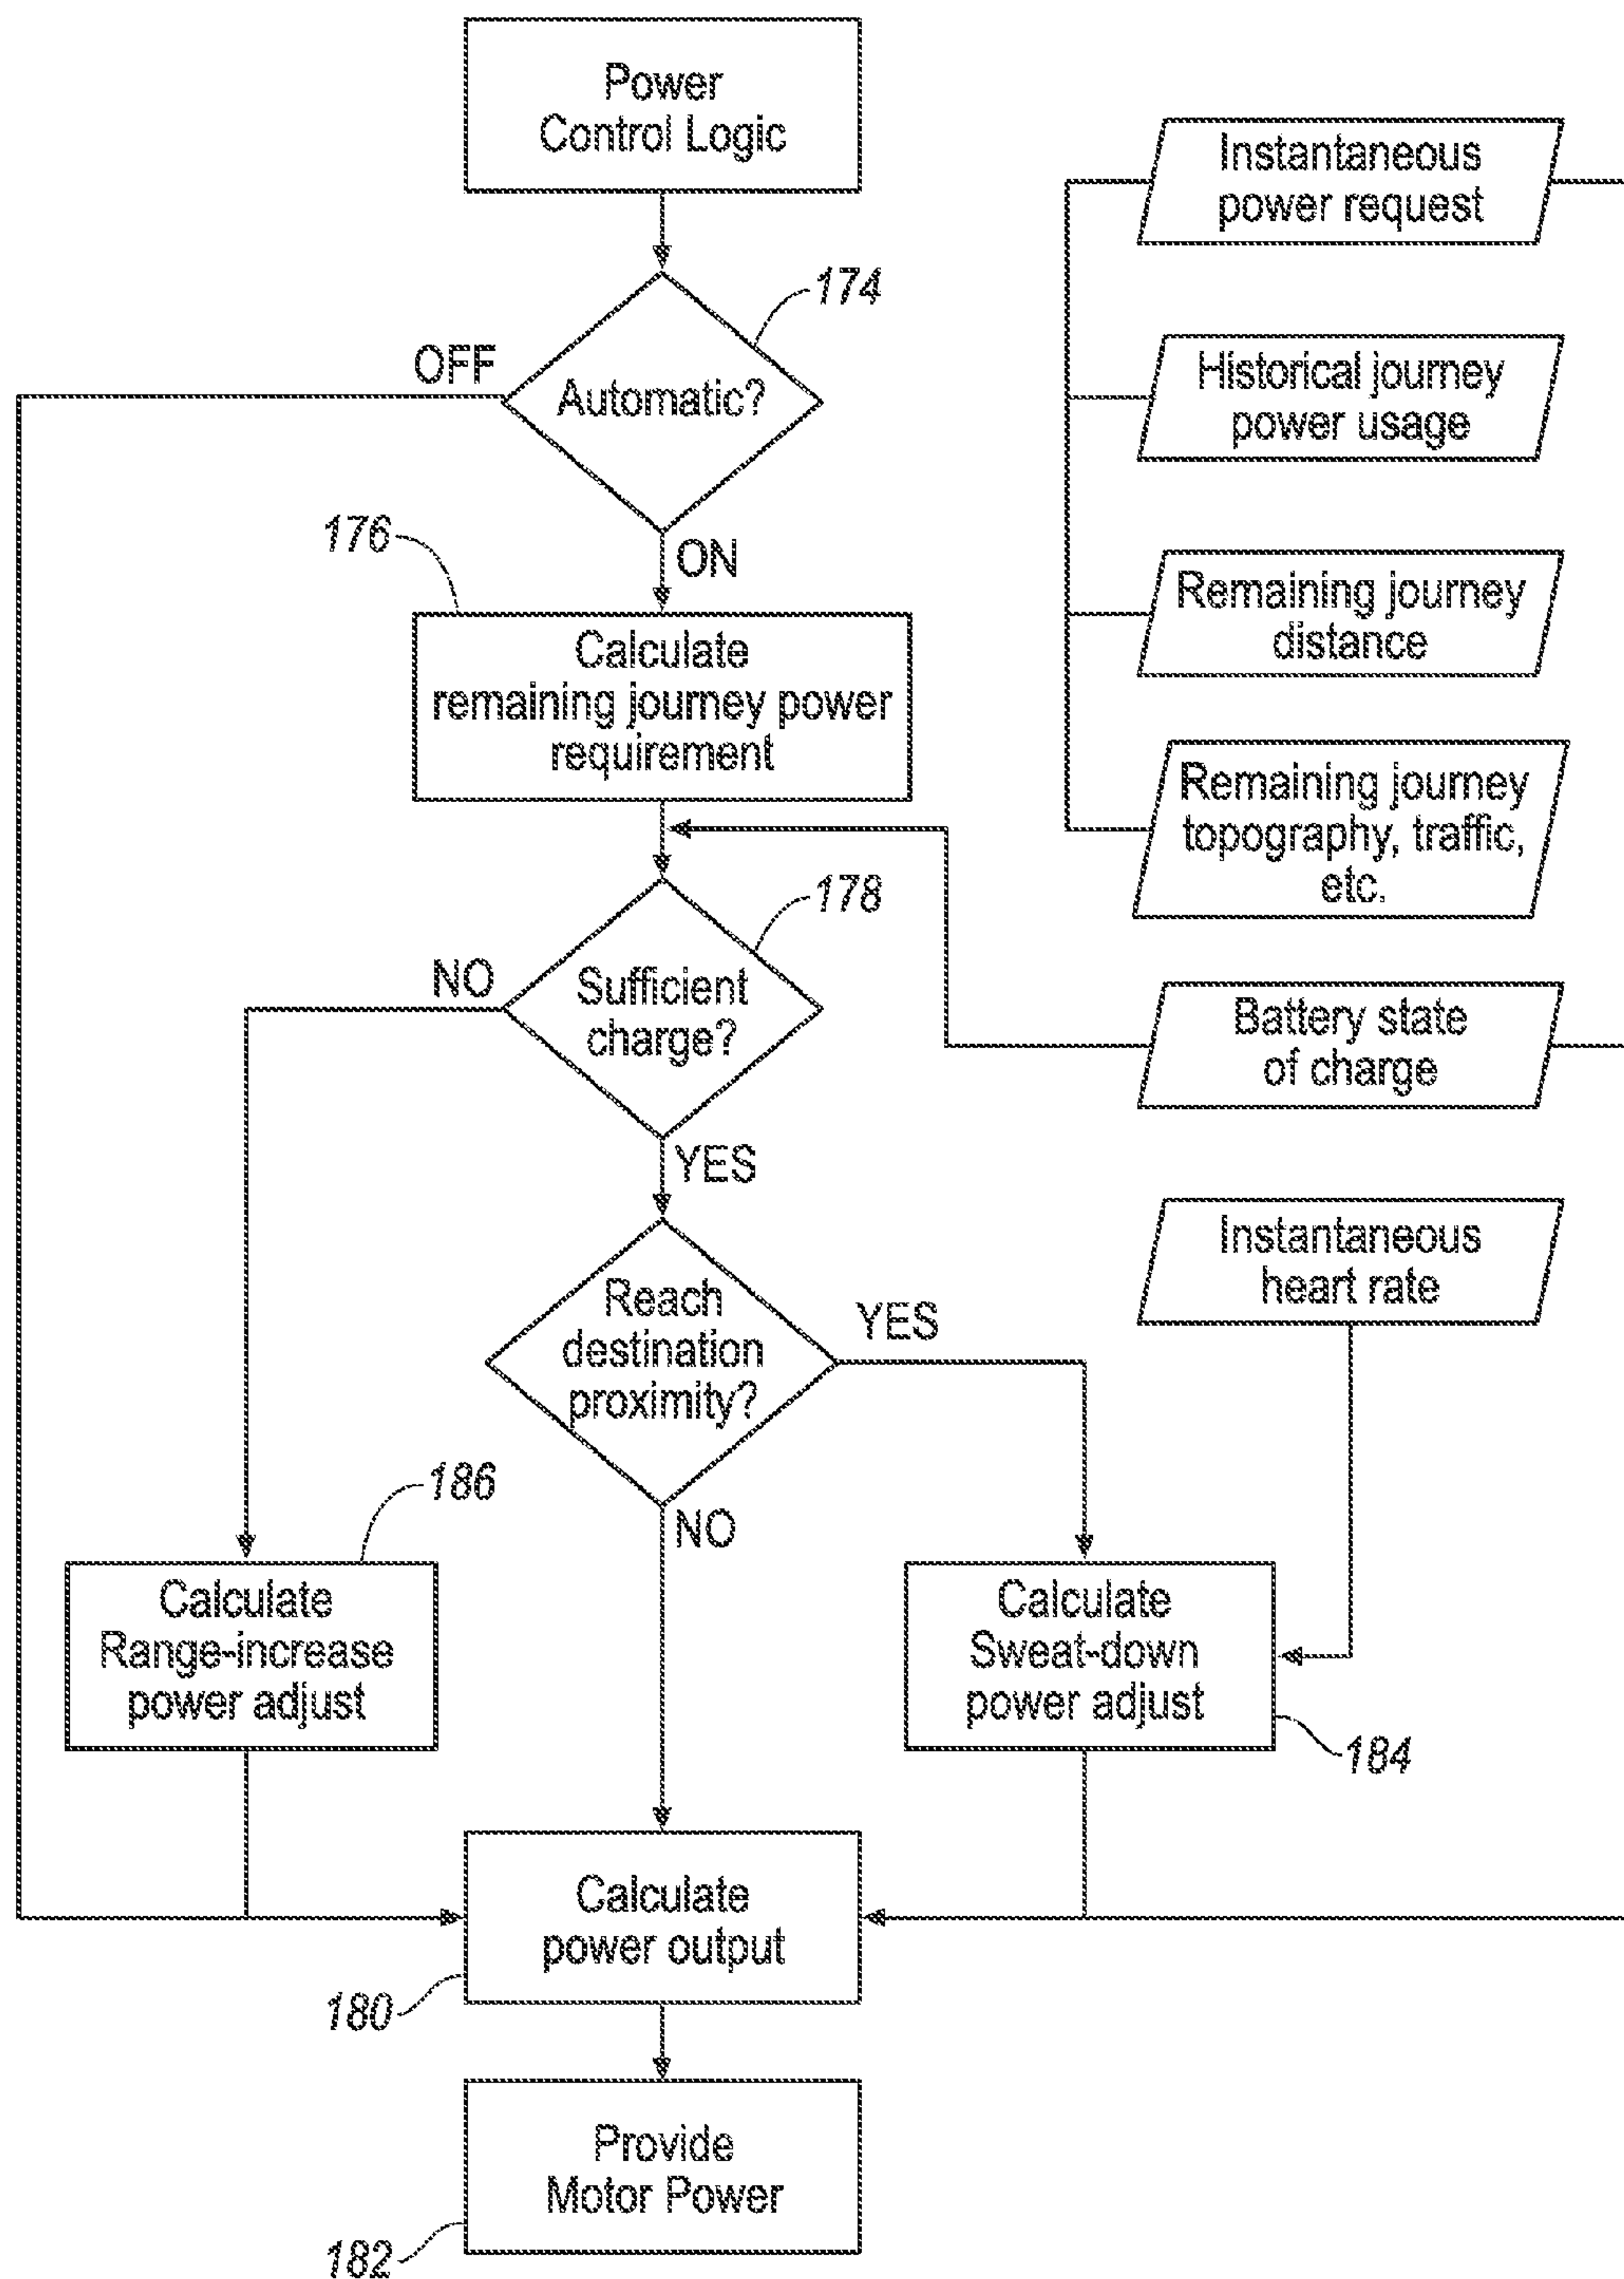 Power
Control Logic
174
OFF
Automatic?
176
ON
Calculate
remaining journey power
requirement
178
NO
Sufficient
charge?
YES
Reach
destination
proximity?
YES
NO
186
Calculate
Range-increase
power adjust
Calculate
Sweat-down
power adjust
184
Calculate
power output
180
Provide
Motor Power
182
Instantaneous
power request
Historical journey
power usage
Remaining journey
distance
Remaining journey
topography, traffic,
etc.
Battery state
of charge
Instantaneous
heart rate